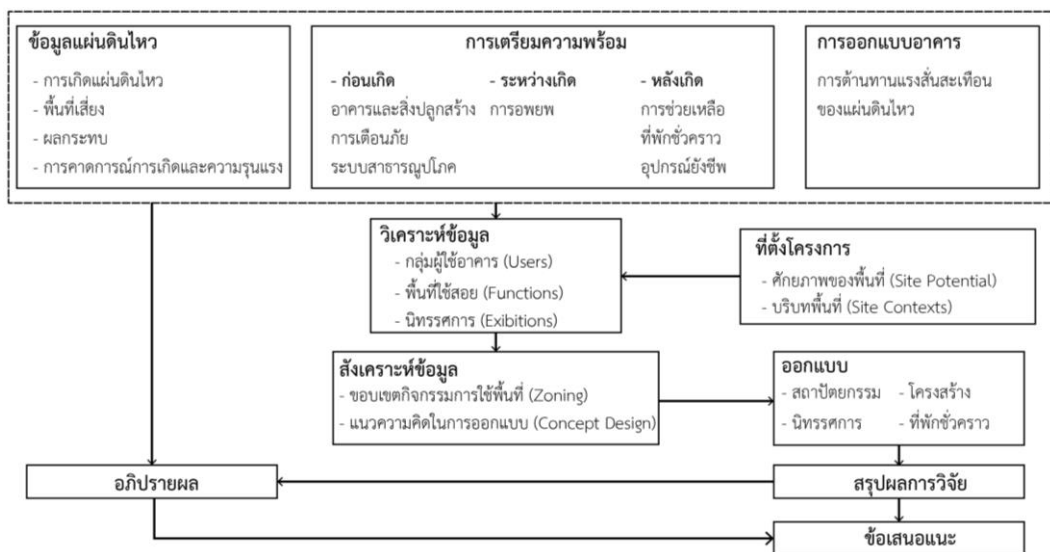 ข้อมูลแผ่นดินไหว
- การเกิดแผ่นดินไหว
- พื้นที่เสี่ยง
- ผลกระทบ
- การคาดการณ์การเกิดและความรุนแรง
การเตรียมความพร้อม
- ก่อนเกิด
อาคารและสิ่งปลูกสร้าง
การเตือนภัย
ระบบสาธารณูปโภค
- ระหว่างเกิด
การอพยพ
- หลังเกิด
การช่วยเหลือ
ที่พักชั่วคราว
อุปกรณ์ยังชีพ
การออกแบบอาคาร
การต้านทานแรงสั่นสะเทือน
ของแผ่นดินไหว
วิเคราะห์ข้อมูล
- กลุ่มผู้ใช้อาคาร (Users)
- พื้นที่ใช้สอย (Functions)
- นิทรรศการ (Exibitions)
ที่ตั้งโครงการ
- ศักยภาพของพื้นที่ (Site Potential)
- บริบทพื้นที่ (Site Contexts)
สังเคราะห์ข้อมูล
- ขอบเขตกิจกรรมการใช้พื้นที่ (Zoning)
- แนวความคิดในการออกแบบ (Concept Design)
ออกแบบ
- สถาปัตยกรรม - โครงสร้าง
- นิทรรศการ - ที่พักชั่วคราว
อภิปรายผล
สรุปผลการวิจัย
ข้อเสนอแนะ